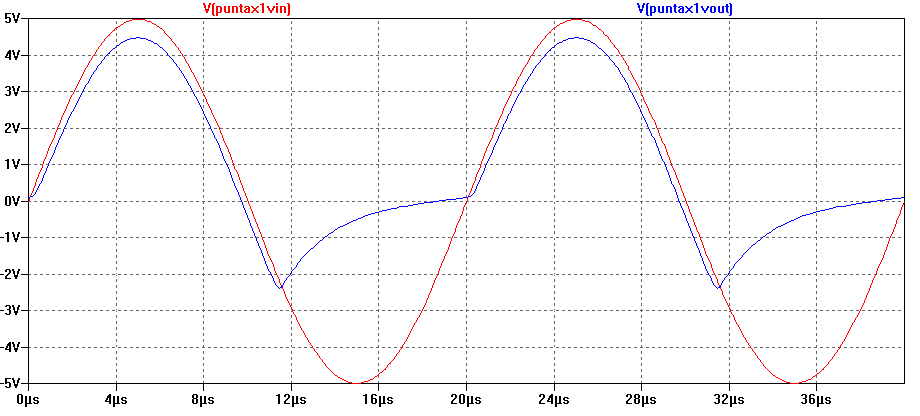 V(puntax1vin) V(puntax1vout)
5V
4V
3V
2V
1V
0V
-1V
-2V
-3V
-4V
-5V
0µs 4µs 8µs 12µs 16µs 20µs 24µs 28µs 32µs 36µs